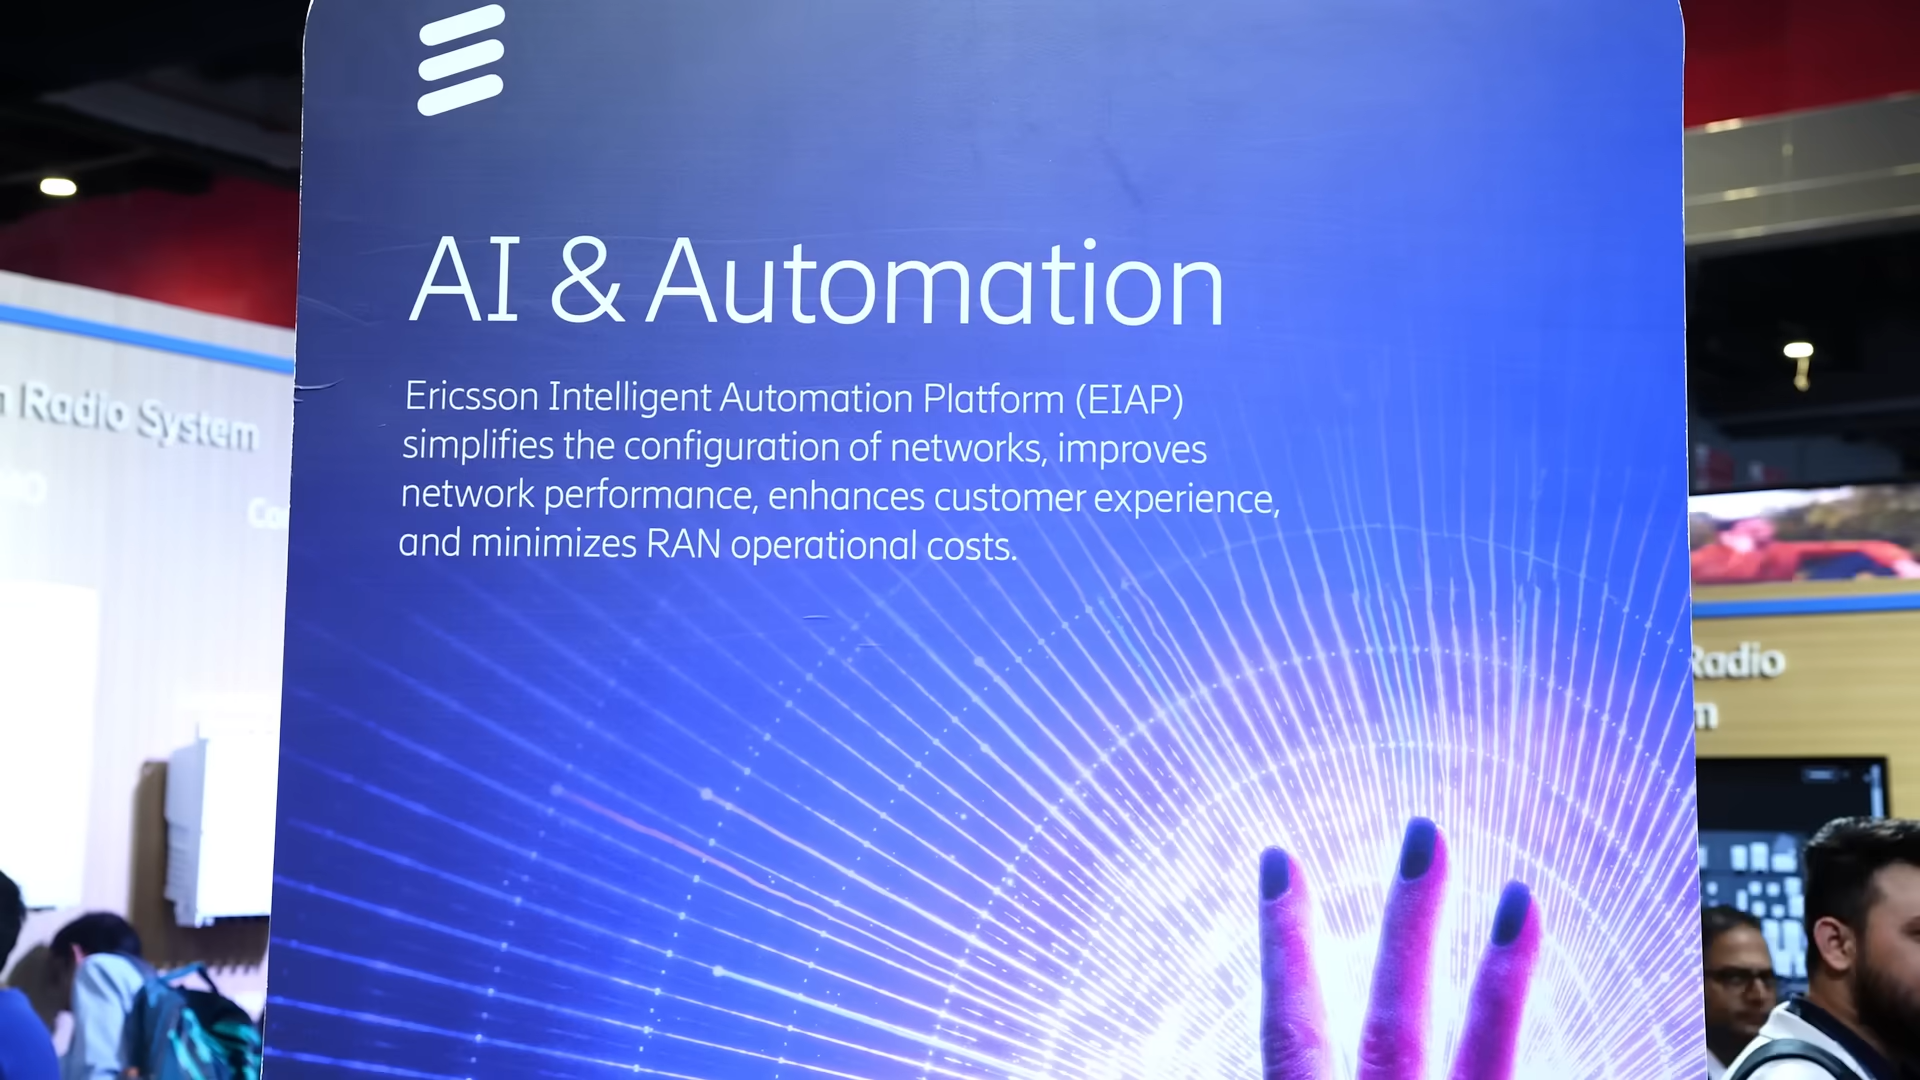 AI & Automation
Ericsson Intelligent Automation Platform (EIAP)
simplifies the configuration of networks, improves
network performance, enhances customer experience,
and minimizes RAN operational costs.
Radio System
Radio